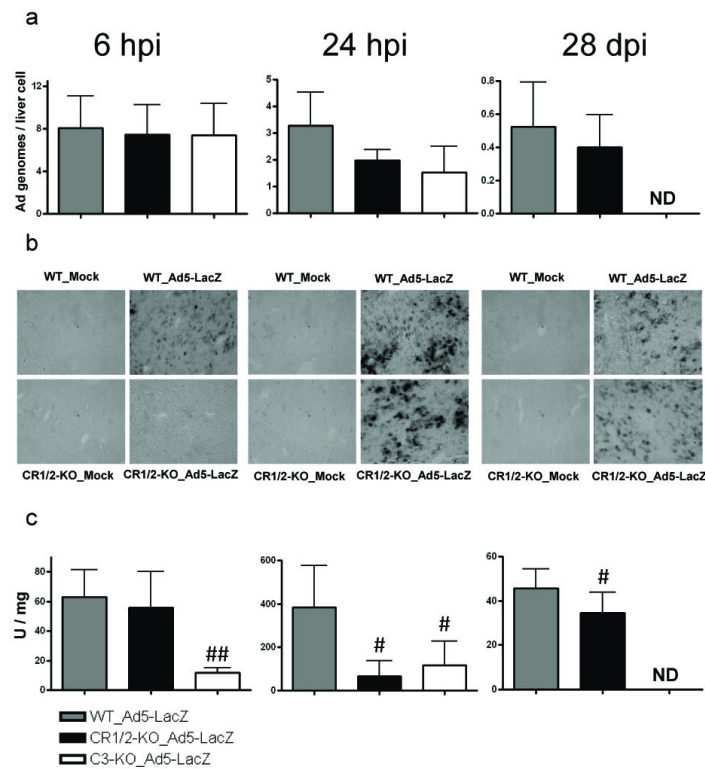 a
6 hpi 24 hpi 28 dpi
Ad genomes / liver cell
12
8
4
0
5
4
3
2
1
0
0.8
0.6
0.4
0.2
0.0
ND
b
WT_Mock WT_Ad5-LacZ WT_Mock WT_Ad5-LacZ WT_Mock WT_Ad5-LacZ
CR1/2-KO_Mock CR1/2-KO_Ad5-LacZ CR1/2-KO_Mock CR1/2-KO_Ad5-LacZ CR1/2-KO_Mock CR1/2-KO_Ad5-LacZ
c
U / mg
80
60
40
20
0
##
600
400
200
0
#
#
60
40
20
0
#
ND
WT_Ad5-LacZ
CR1/2-KO_Ad5-LacZ
C3-KO_Ad5-LacZ